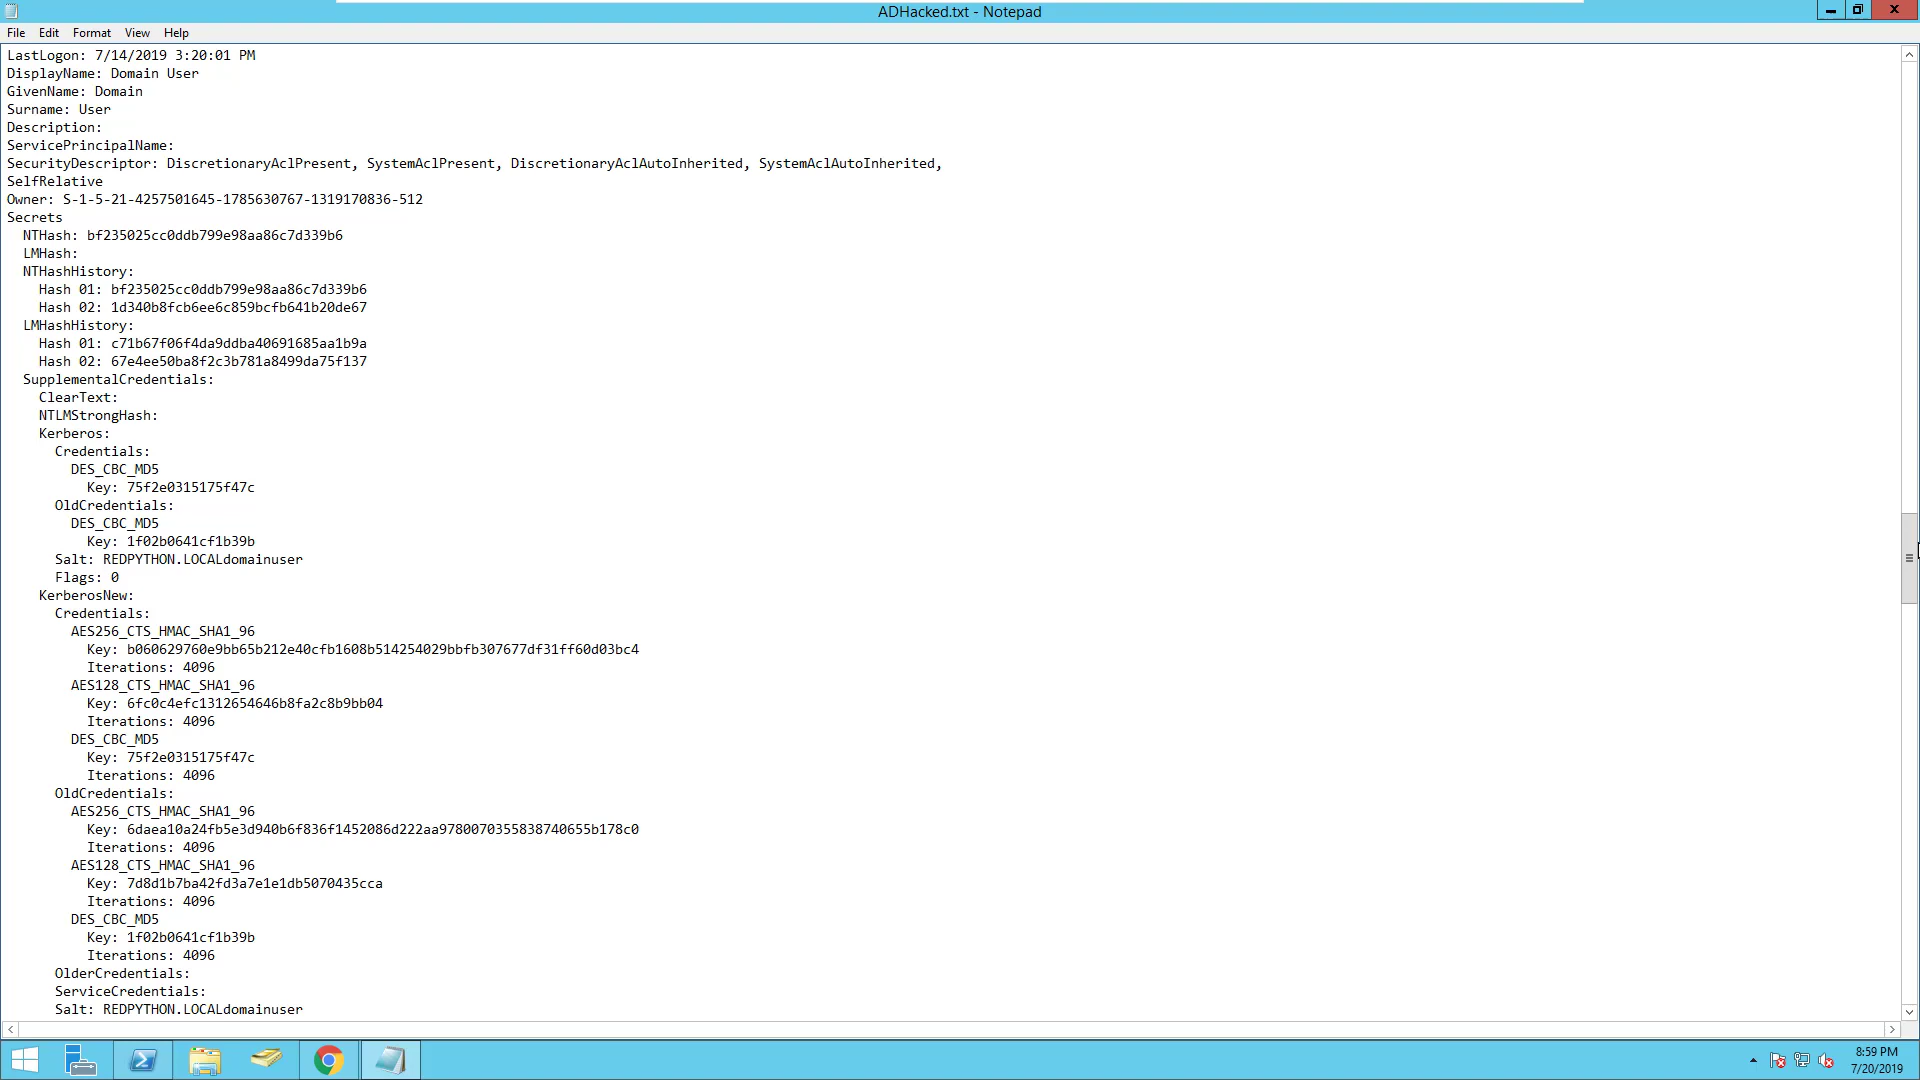 ADHacked.txt - Notepad
File Edit Format View Help
LastLogon: 7/14/2019 3:20:01 PM
DisplayName: Domain User
GivenName: Domain
Surname: User
Description:
ServicePrincipalName:
SecurityDescriptor: DiscretionaryAclPresent, SystemAclPresent, DiscretionaryAclAutoInherited, SystemAclAutoInherited,
SelfRelative
Owner: S-1-5-21-4257501645-1785630767-1319170836-512
Secrets
NTHash: bf235025cc0ddb799e98aa86c7d339b6
LMHash:
NTHashHistory:
Hash 01: bf235025cc0ddb799e98aa86c7d339b6
Hash 02: 1d340b8fcb6ee6c859bcfb641b20de67
LMHashHistory:
Hash 01: c71b67f06f4da9ddba40691685aa1b9a
Hash 02: 67e4ee50ba8f2c3b781a8499da75f137
SupplementalCredentials:
ClearText:
NTLMStrongHash:
Kerberos:
Credentials:
DES_CBC_MD5
Key: 75f2e0315175f47c
OldCredentials:
DES_CBC_MD5
Key: 1f02b0641cf1b39b
Salt: REDPYTHON.LOCALdomainuser
Flags: 0
KerberosNew:
Credentials:
AES256_CTS_HMAC_SHA1_96
Key: b060629760e9bb65b212e40cfb1608b514254029bbfb307677df31ff60d03bc4
Iterations: 4096
AES128_CTS_HMAC_SHA1_96
Key: 6fc0c4efc1312654646b8fa2c8b9bb04
Iterations: 4096
DES_CBC_MD5
Key: 75f2e0315175f47c
Iterations: 4096
OldCredentials:
AES256_CTS_HMAC_SHA1_96
Key: 6daea10a24fb5e3d940b6f836f1452086d222aa9780070355838740655b178c0
Iterations: 4096
AES128_CTS_HMAC_SHA1_96
Key: 7d8d1b7ba42fd3a7e1e1db5070435cca
Iterations: 4096
DES_CBC_MD5
Key: 1f02b0641cf1b39b
Iterations: 4096
OlderCredentials:
ServiceCredentials:
Salt: REDPYTHON.LOCALdomainuser
8:59 PM
7/20/2019